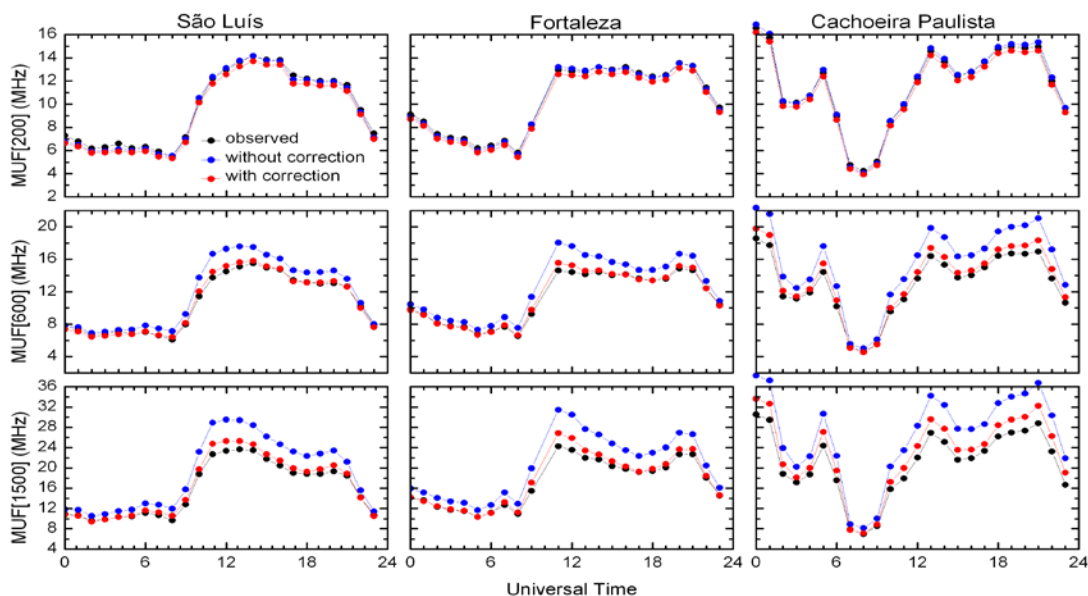 São Luís
Fortaleza
Cachoeira Paulista
MUF[200] (MHz)
16
14
12
10
8
6
4
2
observed
without correction
with correction
MUF[600] (MHz)
20
16
12
8
4
MUF[1500] (MHz)
36
32
28
24
20
16
12
8
4
0 6 12 18 0 6 12 18 0 6 12 18 24
Universal Time